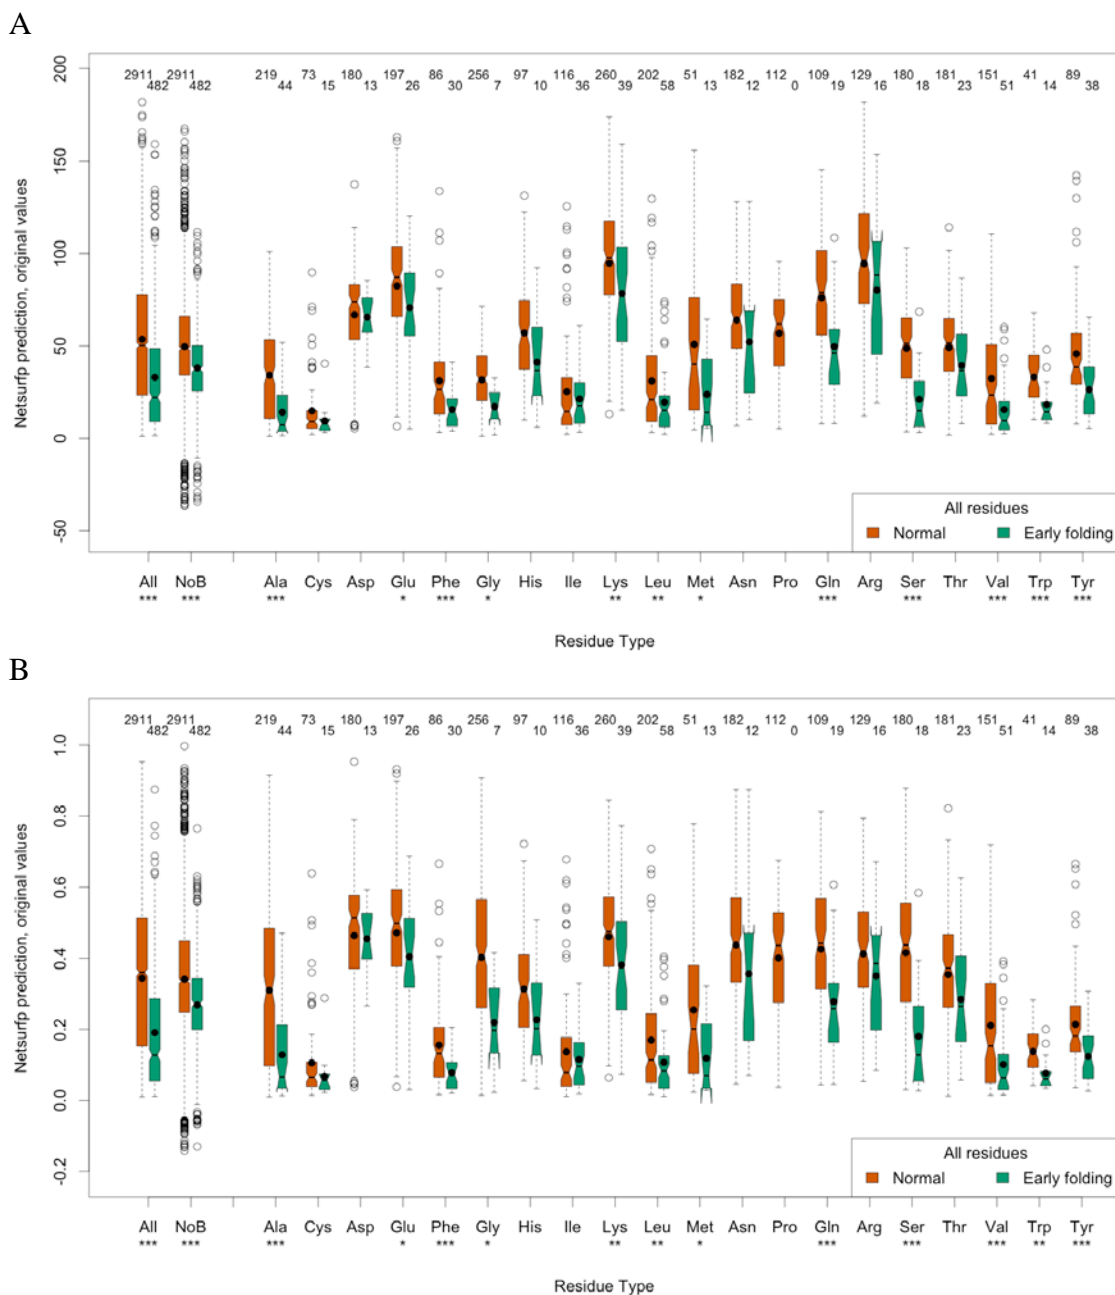 A
200
150
100
50
0
-50
Netsurfp prediction, original values
2911 2911 219 73 180 197 86 256 97 116 260 202 51 182 112 109 129 180 181 151 41 89
482 482 44 15 13 26 30 7 10 36 39 58 13 12 0 19 16 18 23 51 14 38
All residues
Normal Early folding
All NoB Ala Cys Asp Glu Phe Gly His Ile Lys Leu Met Asn Pro Gln Arg Ser Thr Val Trp Tyr
*** *** *** * *** * ** ** * *** *** *** *** ***
Residue Type
B
1.0
0.8
0.6
0.4
0.2
0.0
-0.2
Netsurfp prediction, original values
2911 2911 219 73 180 197 86 256 97 116 260 202 51 182 112 109 129 180 181 151 41 89
482 482 44 15 13 26 30 7 10 36 39 58 13 12 0 19 16 18 23 51 14 38
All residues
Normal Early folding
All NoB Ala Cys Asp Glu Phe Gly His Ile Lys Leu Met Asn Pro Gln Arg Ser Thr Val Trp Tyr
*** *** *** * *** * ** ** * *** *** *** ** ***
Residue Type